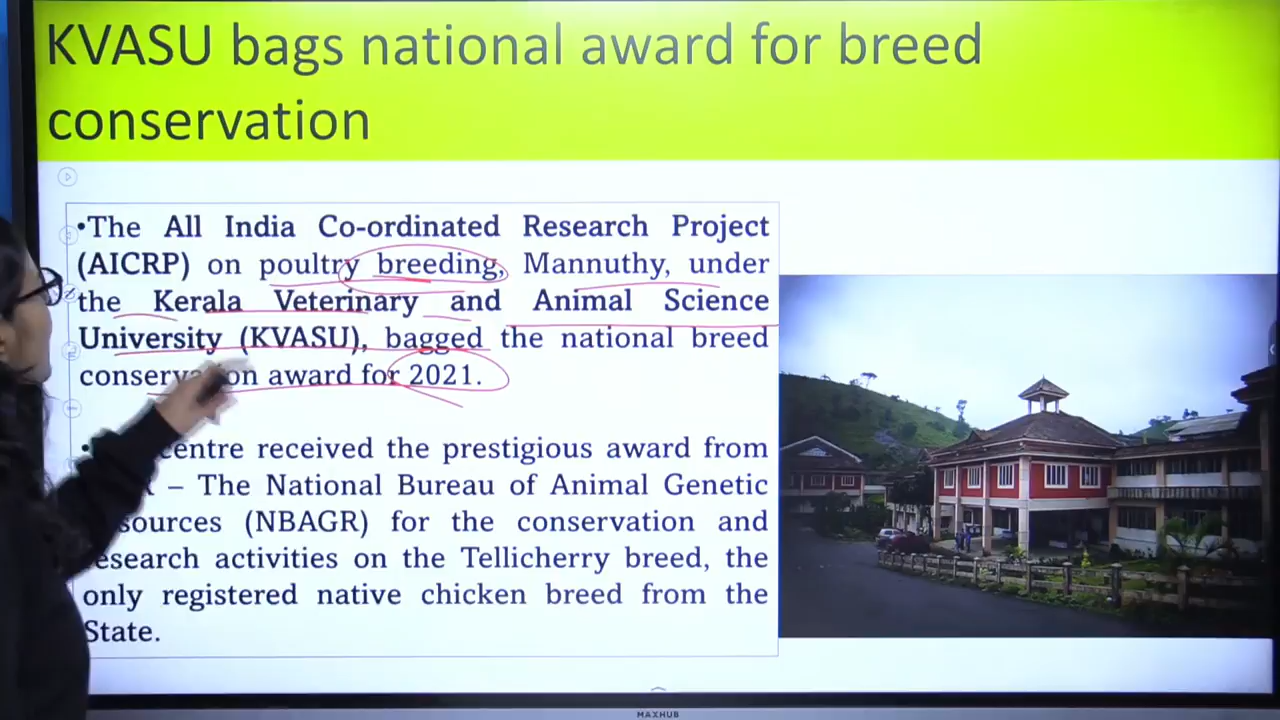 KVASU bags national award for breed
conservation
•The All India Co-ordinated Research Project
(AICRP) on poultry breeding, Mannuthy, under
the Kerala Veterinary and Animal Science
University (KVASU), bagged the national breed
conservation award for 2021.
centre received the prestigious award from
– The National Bureau of Animal Genetic
sources (NBAGR) for the conservation and
research activities on the Tellicherry breed, the
only registered native chicken breed from the
State.
MAXHUB